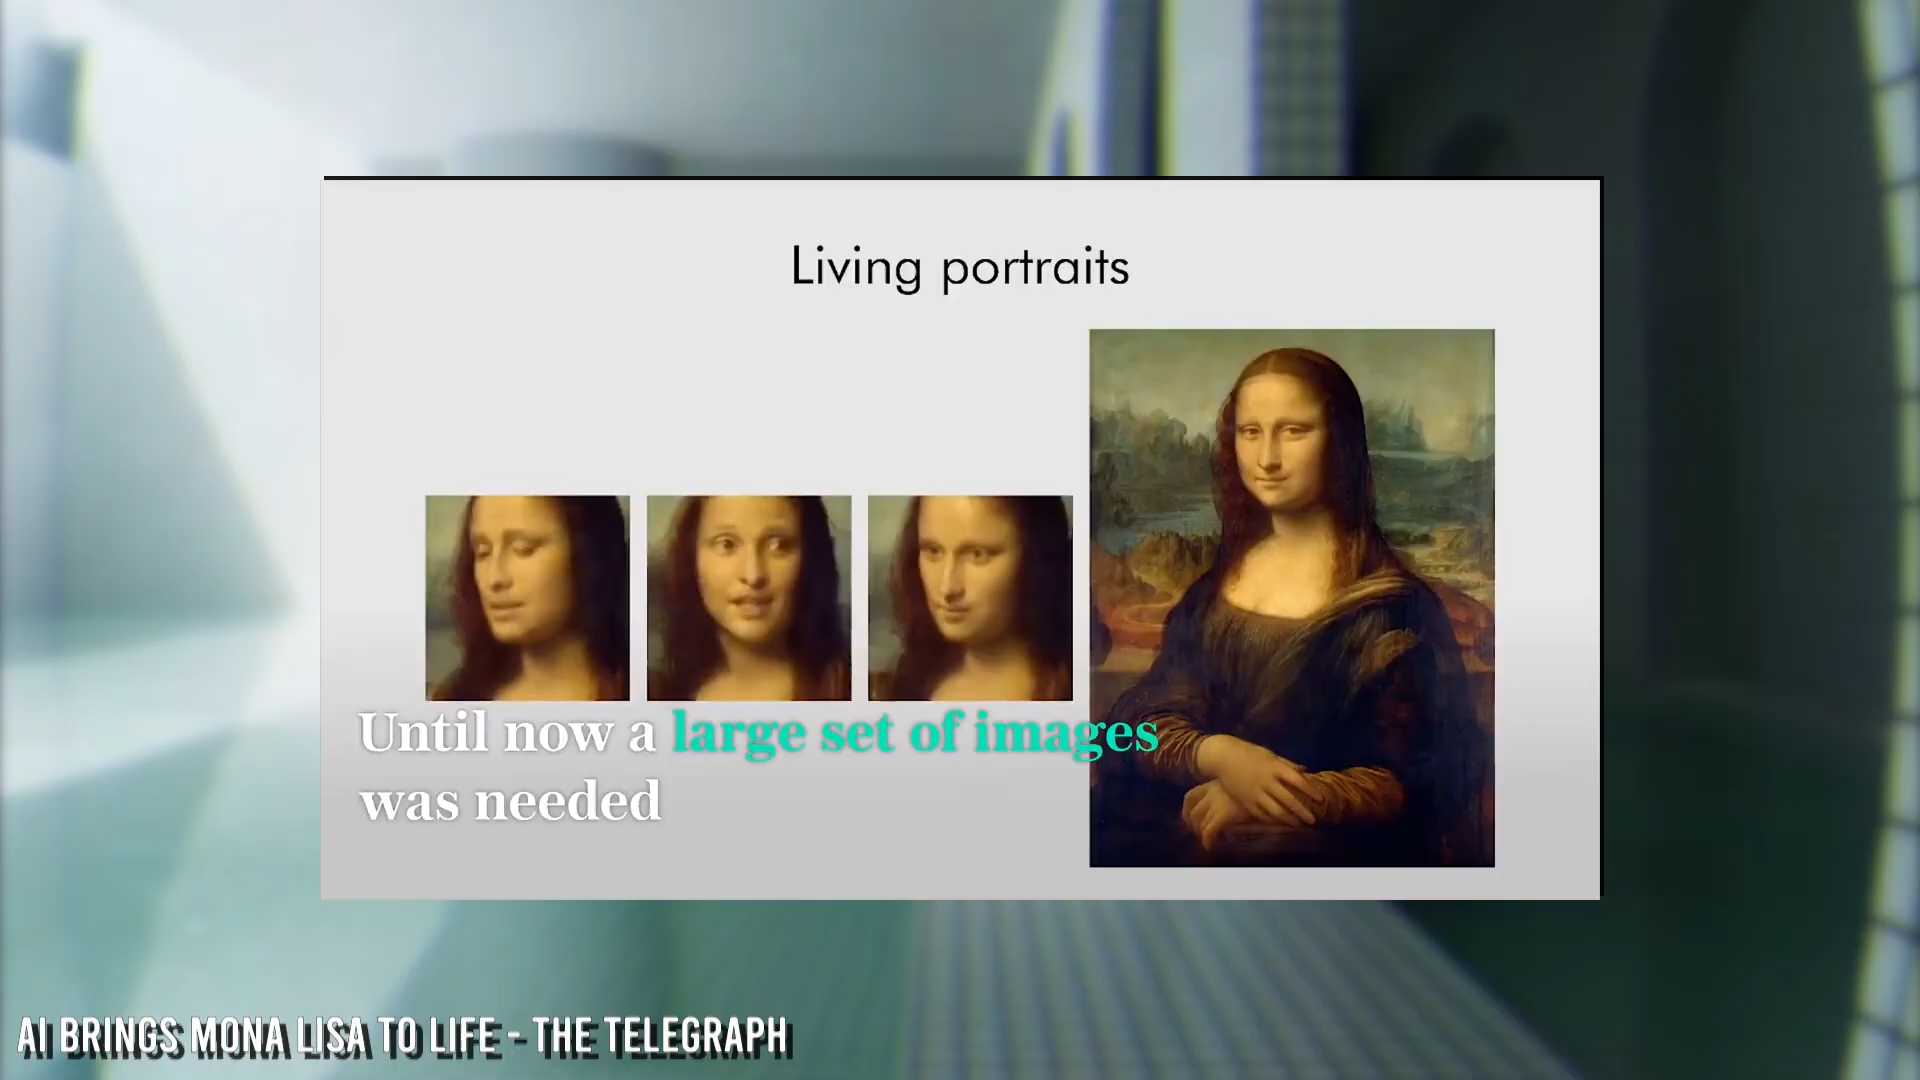 Living portraits
Until now a large set of images
was needed
AI BRINGS MONA LISA TO LIFE - THE TELEGRAPH